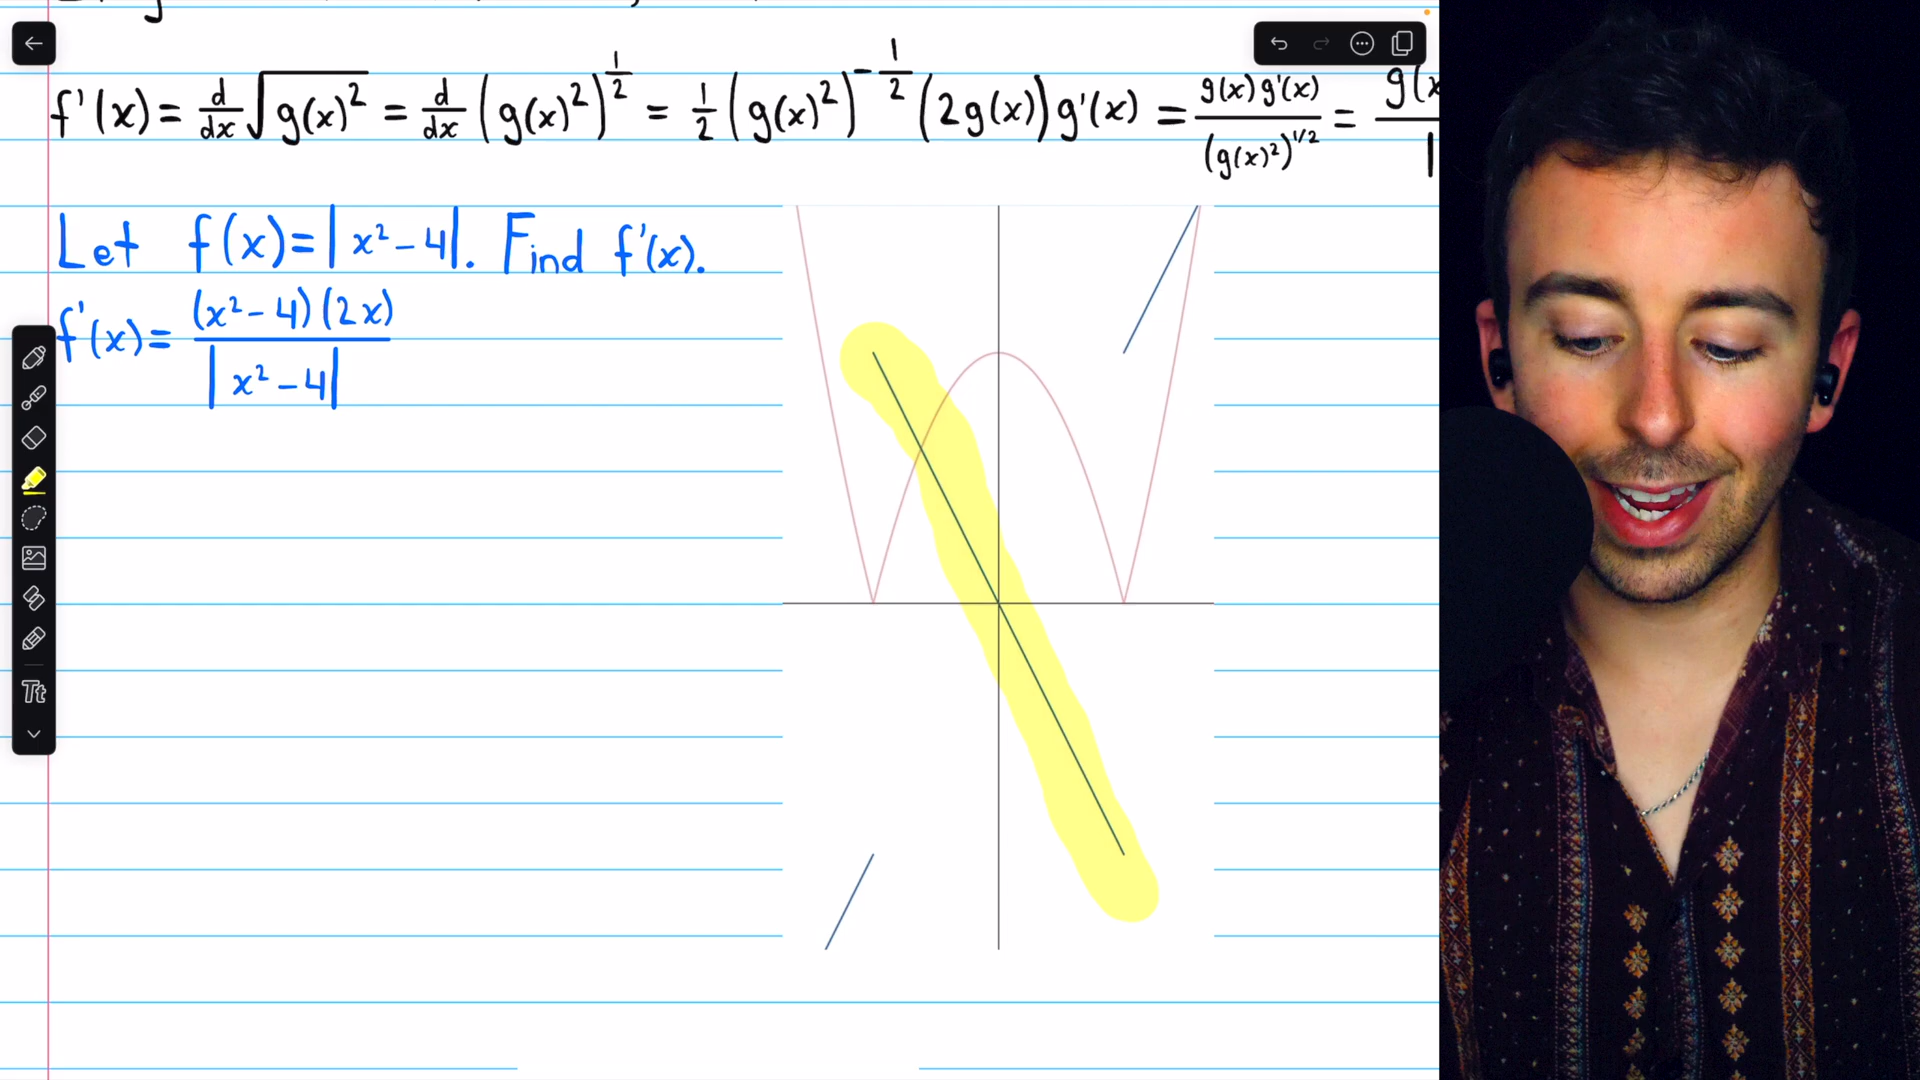 f'(x) = d/dx √g(x)² = d/dx (g(x)²)^1/2 = 1/2 (g(x)²)^-1/2 (2g(x)) g'(x) = g(x) g'(x) / (g(x)²)^1/2 =
Let f(x) = |x² - 4|. Find f'(x).
f'(x) = (x² - 4)(2x) / |x² - 4|
Tt